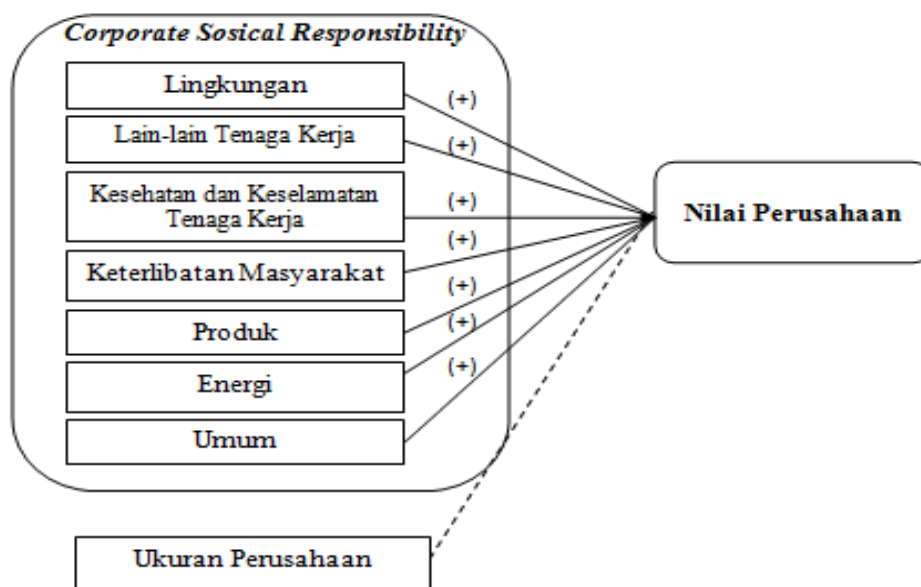 Corporate Sosical Responsibility
Lingkungan
(+)
Lain-lain Tenaga Kerja
(+)
Kesehatan dan Keselamatan
Tenaga Kerja
(+)
Keterlibatan Masyarakat
(+)
Produk
(+)
Energi
(+)
Umum
(+)
Nilai Perusahaan
Ukuran Perusahaan